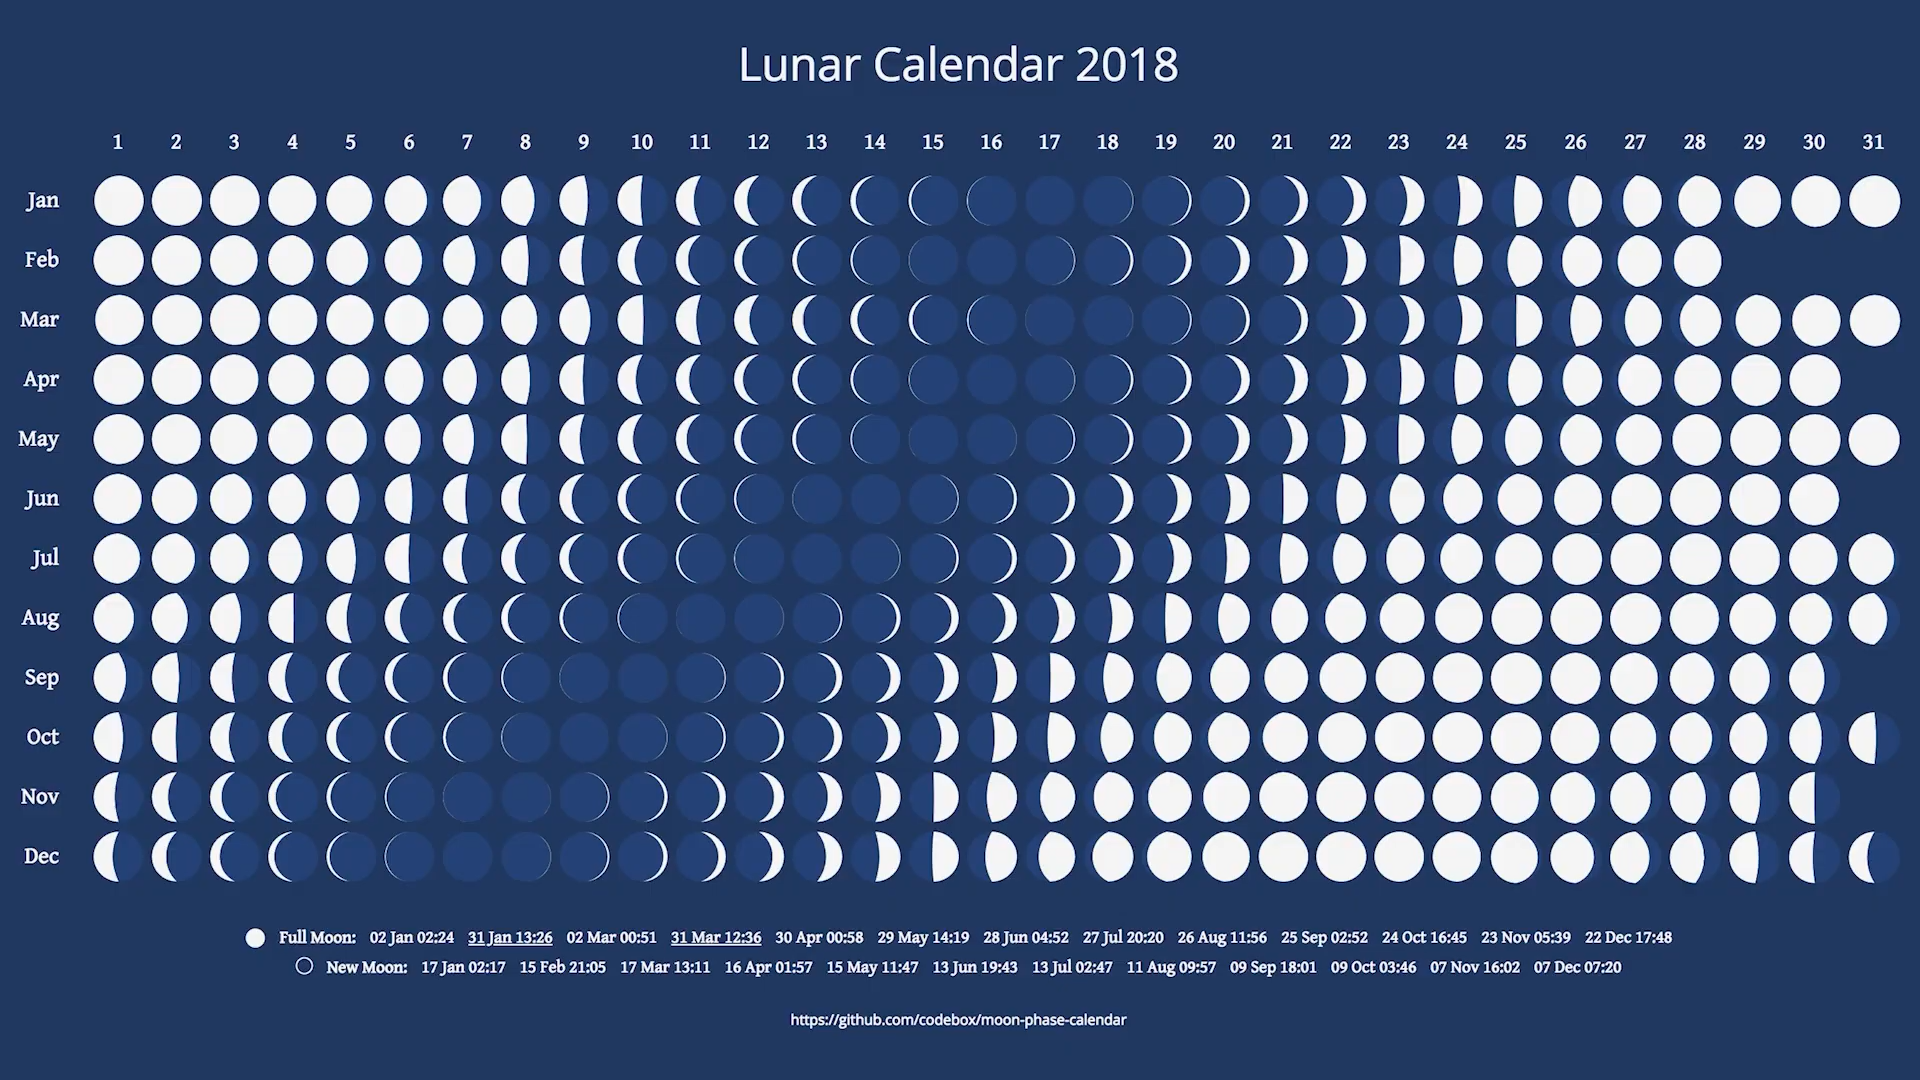 Lunar Calendar 2018
1 2 3 4 5 6 7 8 9 10 11 12 13 14 15 16 17 18 19 20 21 22 23 24 25 26 27 28 29 30 31
Jan
Feb
Mar
Apr
May
Jun
Jul
Aug
Sep
Oct
Nov
Dec
Full Moon: 02 Jan 02:24 31 Jan 13:26 02 Mar 00:51 31 Mar 12:36 30 Apr 00:58 29 May 14:19 28 Jun 04:52 27 Jul 20:20 26 Aug 11:56 25 Sep 02:52 24 Oct 16:45 23 Nov 05:39 22 Dec 17:48
New Moon: 17 Jan 02:17 15 Feb 21:05 17 Mar 13:11 16 Apr 01:57 15 May 11:47 13 Jun 19:43 13 Jul 02:47 11 Aug 09:57 09 Sep 18:01 09 Oct 03:46 07 Nov 16:02 07 Dec 07:20
https://github.com/codebox/moon-phase-calendar